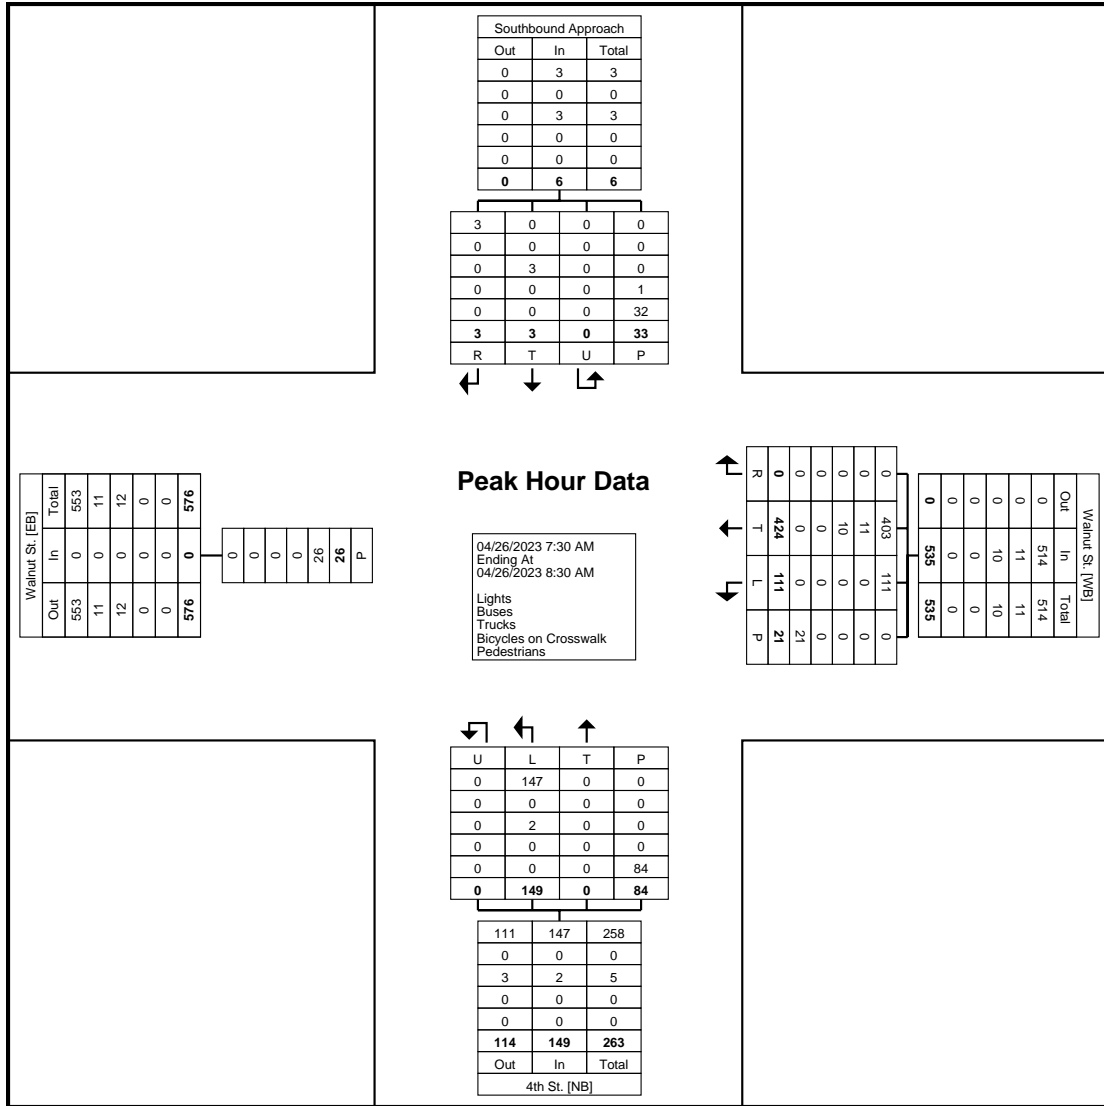 Southbound Approach
Out In Total
0 3 3
0 0 0
0 3 3
0 0 0
0 0 0
0 6 6
3 0 0 0
0 0 0 0
0 3 0 0
0 0 0 1
0 0 0 32
3 3 0 33
R T U P
Walnut St. [EB]
Total 553 11 12 0 0 576
In 0 0 0 0 0 0
Out 553 11 12 0 0 576
0 0 0 0 26 26 P
Peak Hour Data
04/26/2023 7:30 AM
Ending At
04/26/2023 8:30 AM
Lights
Buses
Trucks
Bicycles on Crosswalk
Pedestrians
R 0 0 0 0 0 0
T 424 0 0 10 11 403
L 111 0 0 0 0 111
P 21 21 0 0 0 0
Walnut St. [WB]
Out In Total
0 514 514
0 11 11
0 10 10
0 0 0
0 0 0
0 535 535
U L T P
0 147 0 0
0 0 0 0
0 2 0 0
0 0 0 0
0 0 0 84
0 149 0 84
111 147 258
0 0 0
3 2 5
0 0 0
0 0 0
114 149 263
Out In Total
4th St. [NB]